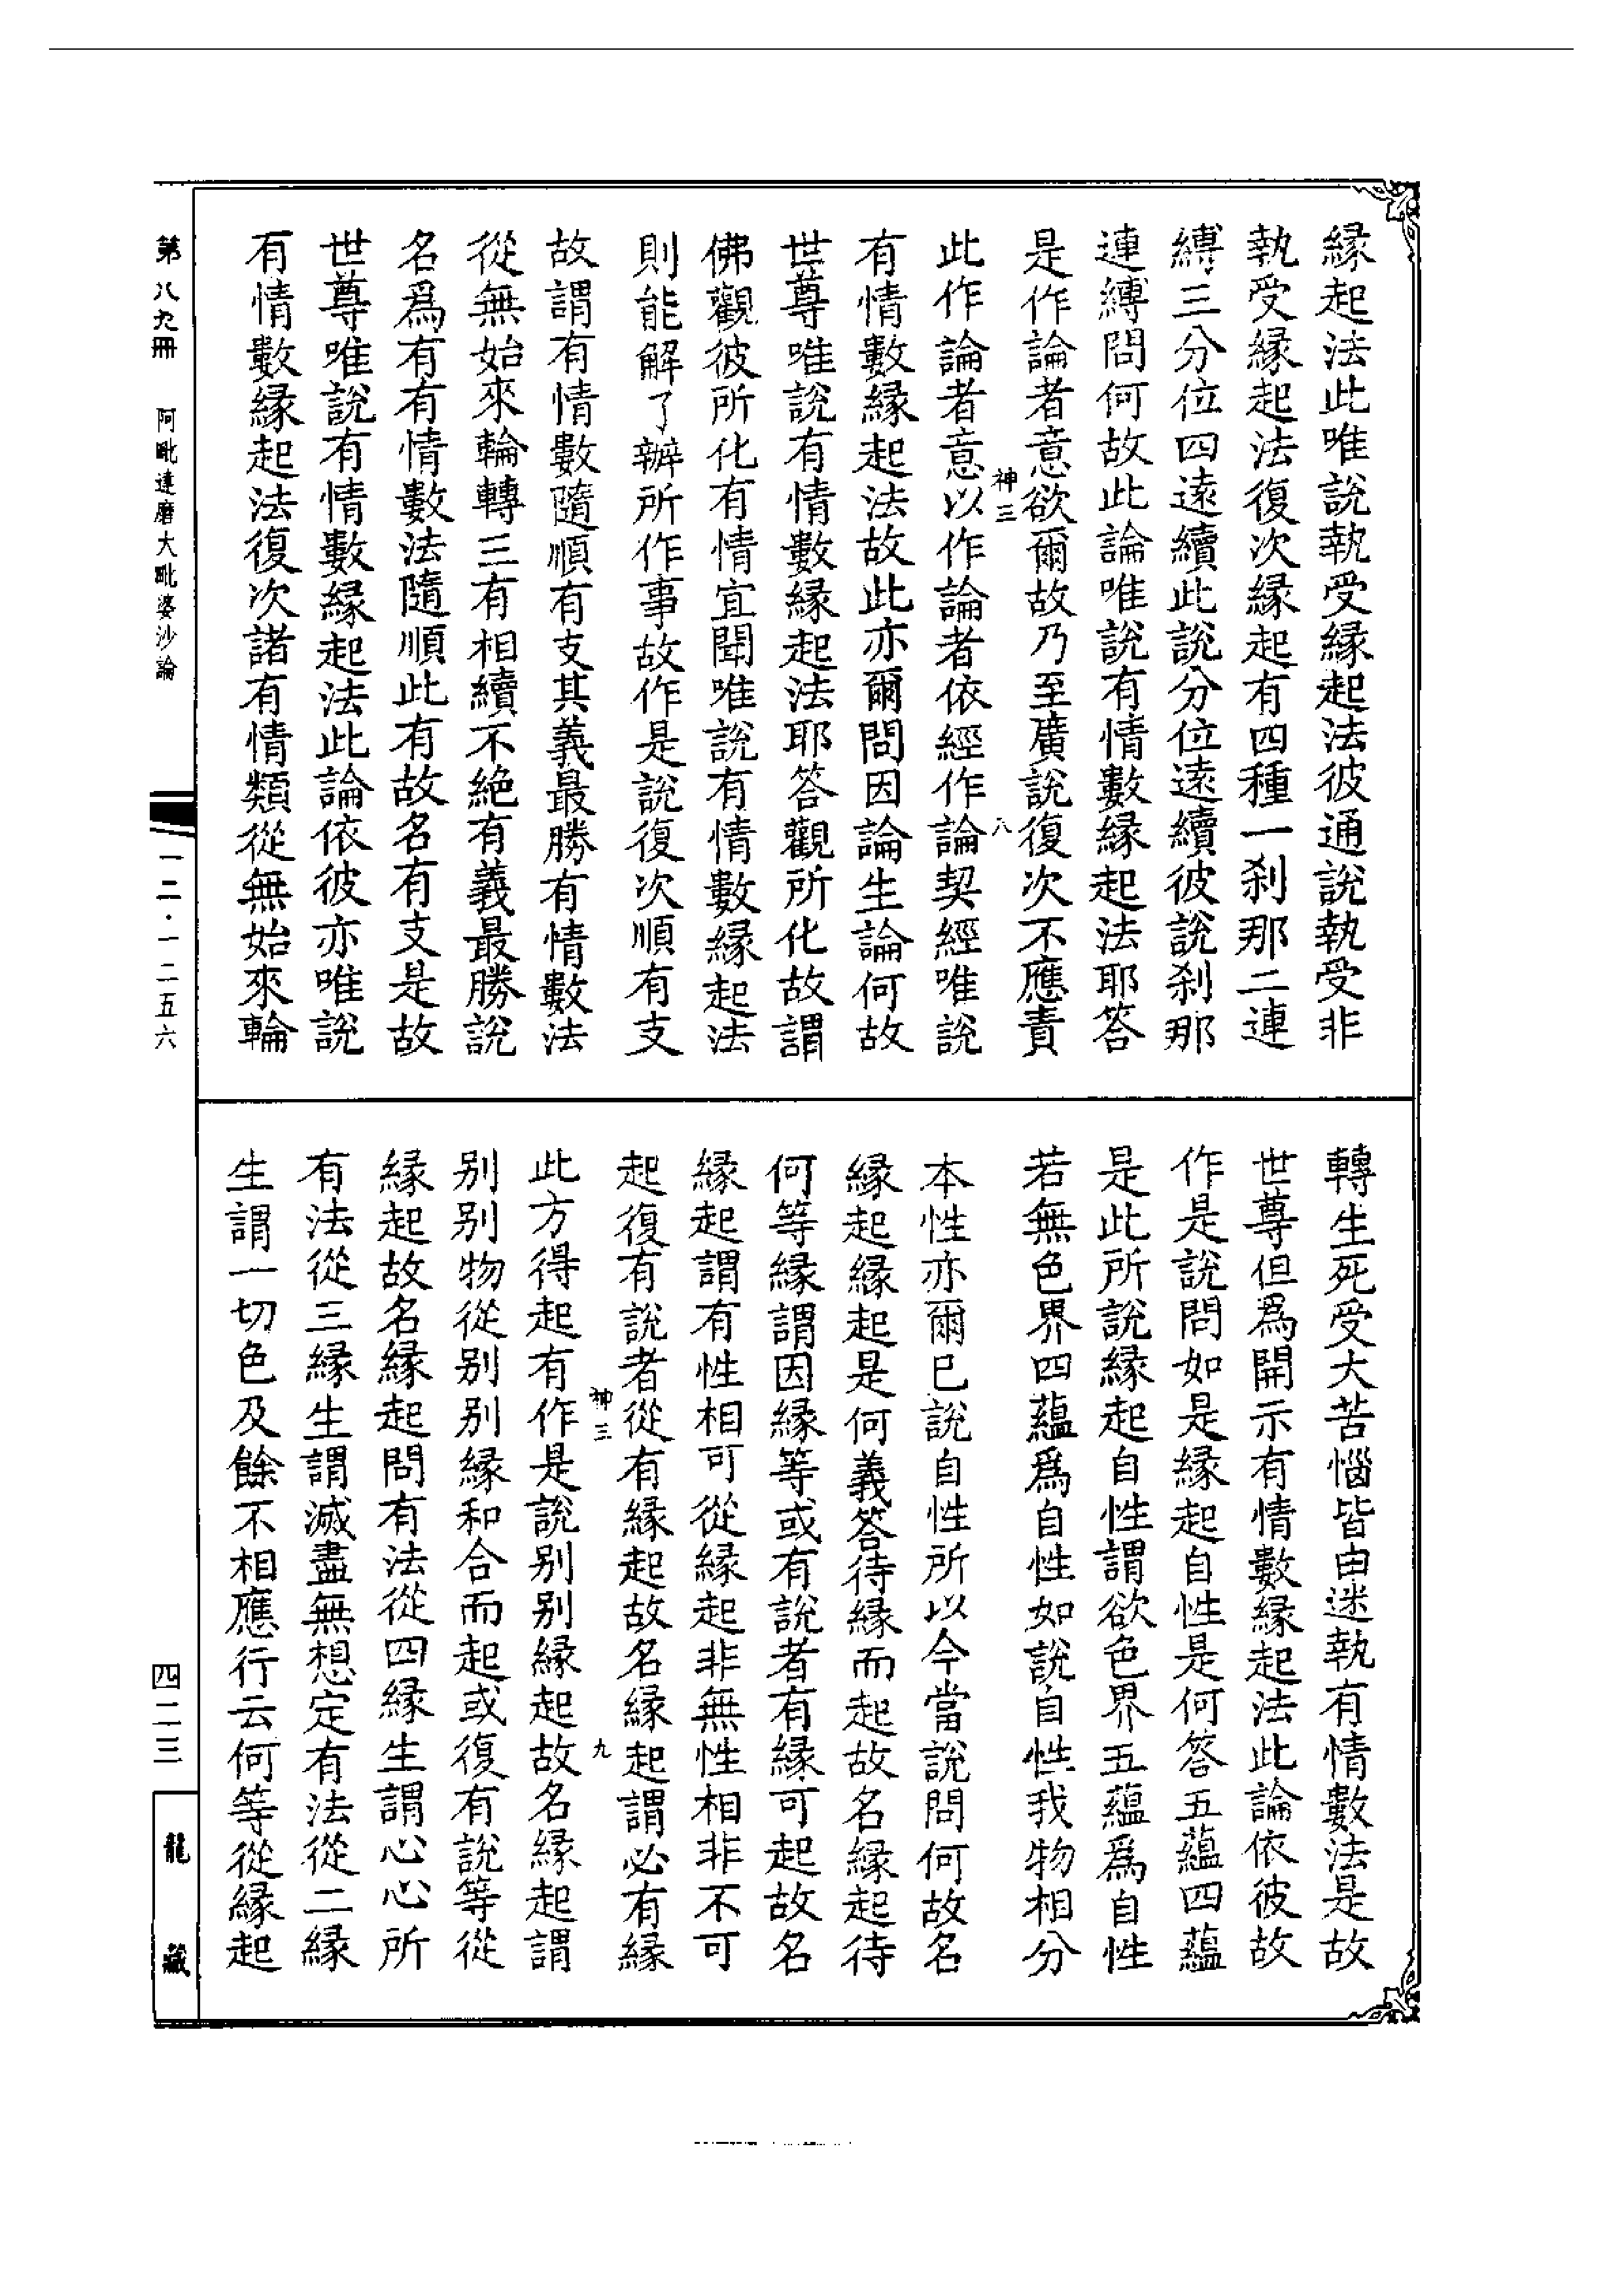 緣起法此唯說執受緣起法彼通說執受非
執受緣起法復次緣起有四種一刹那二連
縛三分位四遠續此說分位遠續彼說刹那
連縛問何故此論唯說有情數緣起法耶答
是作論者意欲爾故乃至廣說復次不應責
神三
八
此作論者意以作論者依經作論契經唯說
有情數緣起法故此亦爾問因論生論何故
世尊唯說有情數緣起法耶答觀所化故謂
佛觀彼所化有情宜聞唯說有情數緣起法
則能解了辦所作事故作是說復次順有支
故謂有情數隨順有支其義最勝有情數法
從無始來輪轉三有相續不絕有義最勝說
名爲有有情數法隨順此有故名有支是故
世尊唯說有情數緣起法此論依彼亦唯說
有情數緣起法復次諸有情類從無始來輪
轉生死受大苦惱皆由迷執有情數法是故
世尊但爲開示有情數緣起法此論依彼故
作是說問如是緣起自性是何答五蘊四蘊
是此所說緣起自性謂欲色界五蘊爲自性
若無色界四蘊爲自性如說自性我物相分
本性亦爾已說自性所以今當說問何故名
緣起緣起是何義答待緣而起故名緣起待
何等緣謂因緣等或有說者有緣可起故名
緣起謂有性相可從緣起非無性相非不可
起復有說者從有緣起故名緣起謂必有緣
神三
九
此方得起有作是說別別緣起故名緣起謂
別別物從別別緣和合而起或復有說等從
緣起故名緣起問有法從四緣生謂心心所
有法從三緣生謂滅盡無想定有法從二緣
生謂一切色及餘不相應行云何等從緣起
第八九冊
阿毗達磨大毗婆沙論
一二·一二五六
四二三
龍藏